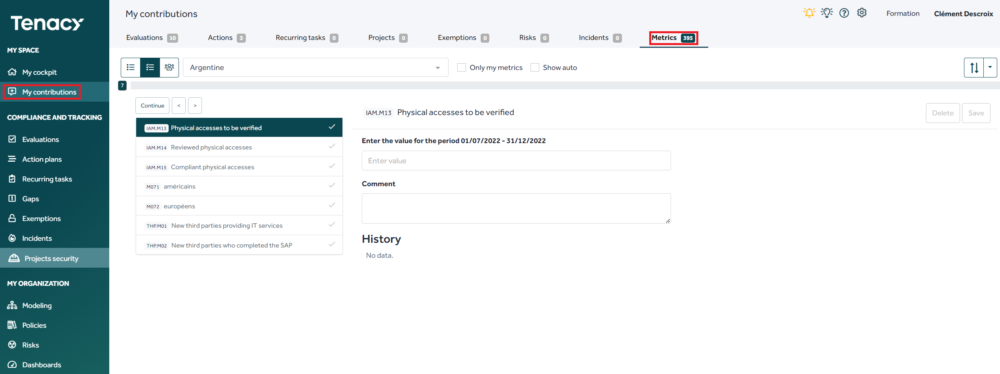 Tenacy
MY SPACE
My cockpit
My contributions
COMPLIANCE AND TRACKING
Evaluations
Action plans
Recurring tasks
Gaps
Exemptions
Incidents
Projects security
MY ORGANIZATION
Modeling
Policies
Risks
Dashboards
My contributions
Formation
Clément Descroix
Evaluations 10
Actions 3
Recurring tasks 0
Projects 0
Exemptions 0
Risks 0
Incidents 0
Metrics 395
Argentine
Only my metrics
Show auto
7
Continue
<
>
IAM.M13 Physical accesses to be verified
IAM.M14 Reviewed physical accesses
IAM.M15 Compliant physical accesses
M071 américains
M072 européens
THP.M01 New third parties providing IT services
THP.M02 New third parties who completed the SAP
IAM.M13 Physical accesses to be verified
Delete
Save
Enter the value for the period 01/07/2022 - 31/12/2022
Enter value
Comment
History
No data.